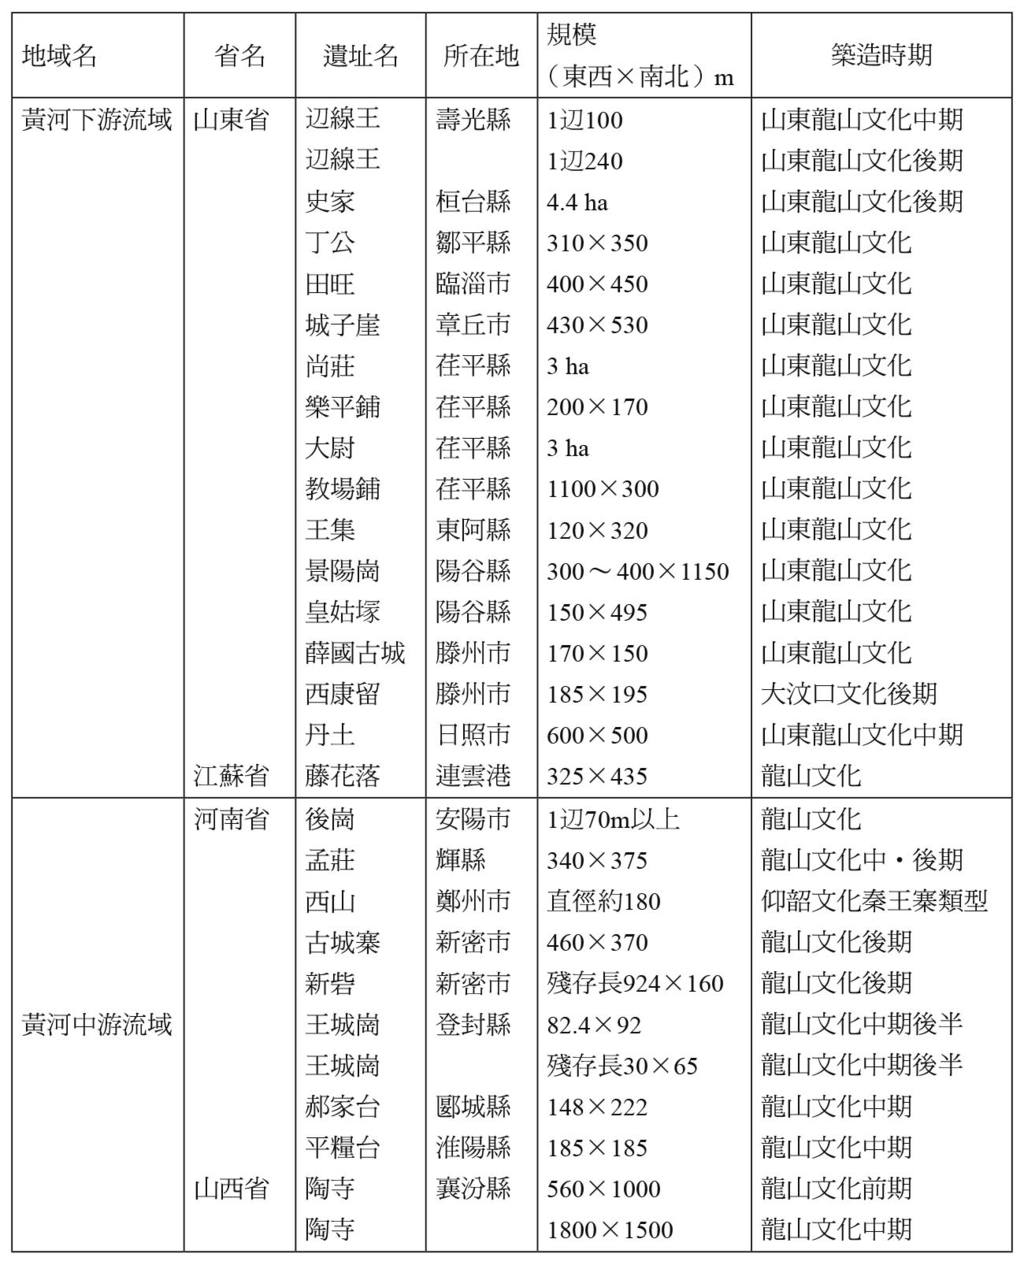 地域名 省名 遺址名 所在地 規模（東西×南北）m 築造時期
黃河下游流域 山東省 辺線王 壽光縣 1辺100 山東龍山文化中期
辺線王 1辺240 山東龍山文化後期
史家 桓台縣 4.4 ha 山東龍山文化後期
丁公 鄒平縣 310×350 山東龍山文化
田旺 臨淄市 400×450 山東龍山文化
城子崖 章丘市 430×530 山東龍山文化
尚莊 茌平縣 3 ha 山東龍山文化
樂平鋪 茌平縣 200×170 山東龍山文化
大尉 茌平縣 3 ha 山東龍山文化
教場鋪 茌平縣 1100×300 山東龍山文化
王集 東阿縣 120×320 山東龍山文化
景陽崗 陽谷縣 300～400×1150 山東龍山文化
皇姑塚 陽谷縣 150×495 山東龍山文化
薛國古城 滕州市 170×150 山東龍山文化
西康留 滕州市 185×195 大汶口文化後期
丹土 日照市 600×500 山東龍山文化中期
江蘇省 藤花落 連雲港 325×435 龍山文化
河南省 後崗 安陽市 1辺70m以上 龍山文化
孟莊 輝縣 340×375 龍山文化中・後期
西山 鄭州市 直徑約180 仰韶文化秦王寨類型
古城寨 新密市 460×370 龍山文化後期
新砦 新密市 殘存長924×160 龍山文化後期
黃河中游流域 王城崗 登封縣 82.4×92 龍山文化中期後半
王城崗 殘存長30×65 龍山文化中期後半
郝家台 郾城縣 148×222 龍山文化中期
平糧台 淮陽縣 185×185 龍山文化中期
山西省 陶寺 襄汾縣 560×1000 龍山文化前期
陶寺 1800×1500 龍山文化中期